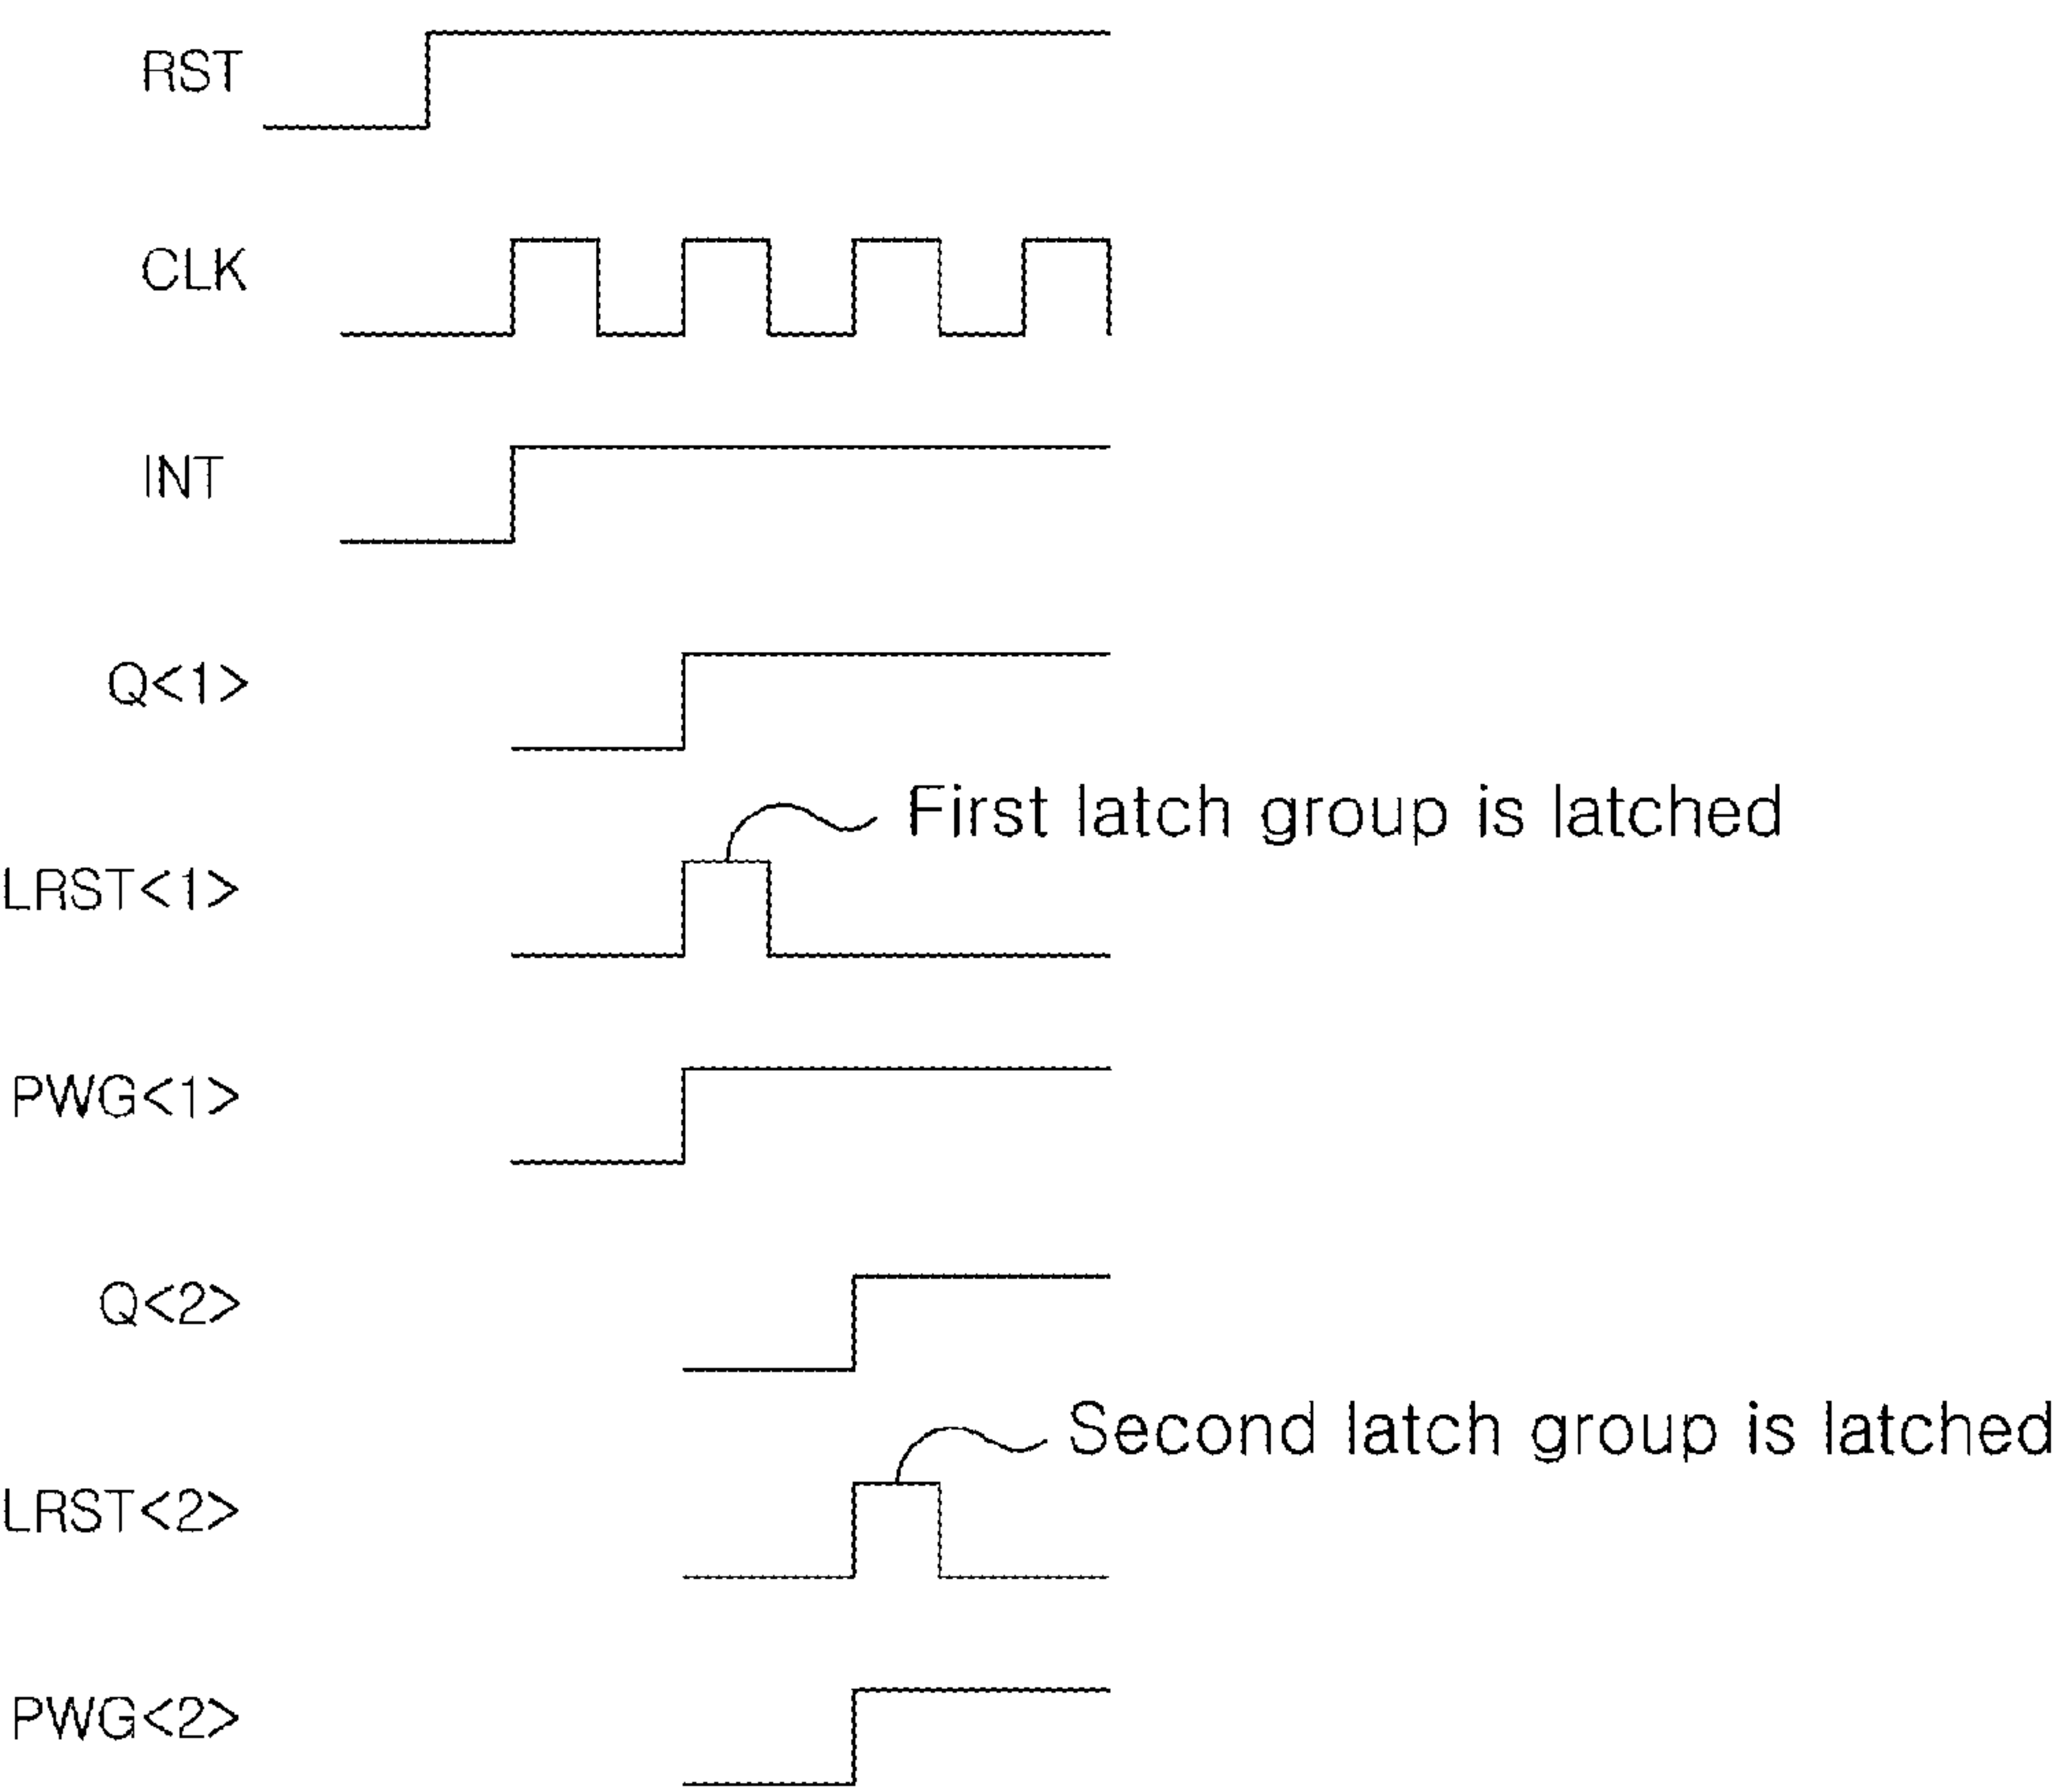 RST
CLK
INT
Q<1>
First latch group is latched
LRST<1>
PWG<1>
Q<2>
Second latch group is latched
LRST<2>
PWG<2>